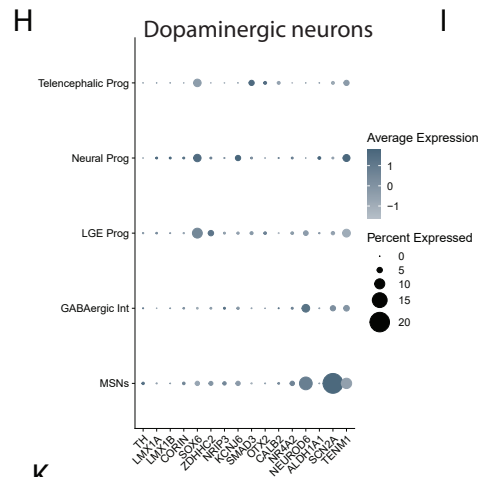 H
I
Dopaminergic neurons
Telencephalic Prog
Neural Prog
LGE Prog
GABAergic Int
MSNs
TH
LMX1A
LMX1B
CORIN
SOX6
ZDHHC2
NRIP3
KCNJ6
SMAD3
OTX2
CALB2
NR4A2
NEUROD6
ALDH1A1
SCN2A
TENM1
Average Expression
1
0
−1
Percent Expressed
0
5
10
15
20
K